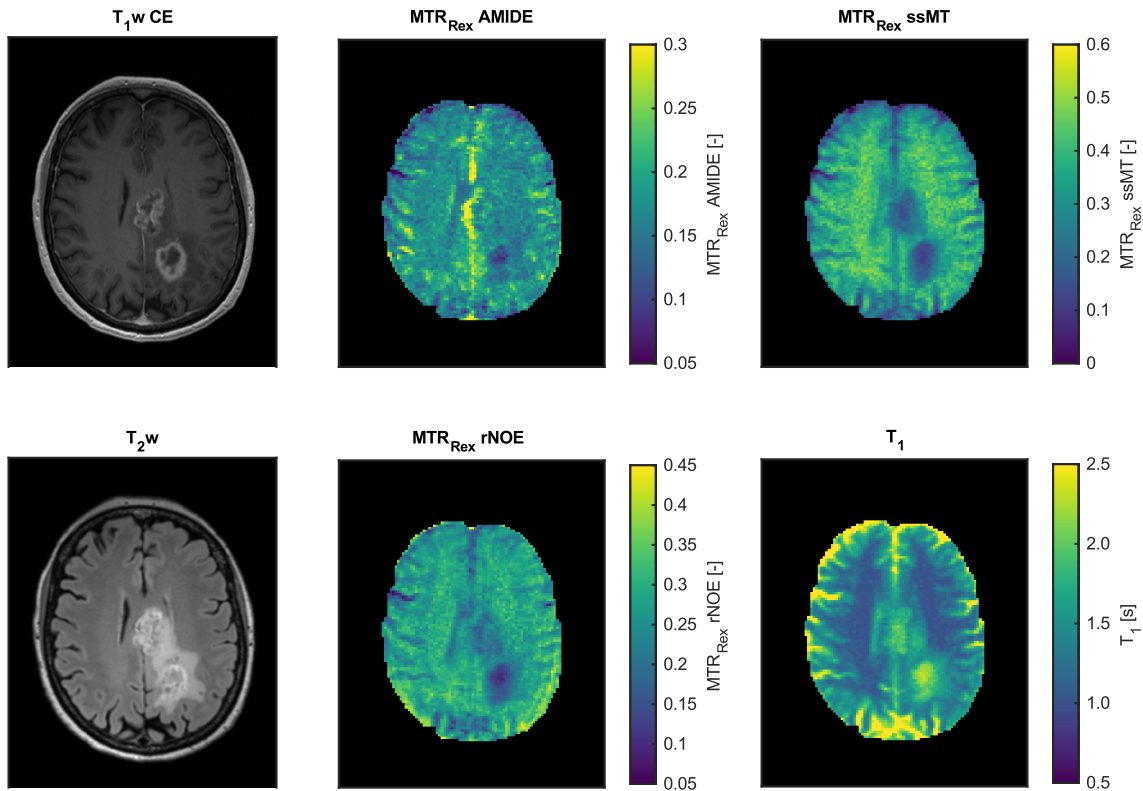 T1w CE
MTRRex AMIDE
MTRRex ssMT
0.3
0.25
0.2
0.15
0.1
0.05
MTRRex AMIDE [-]
0.6
0.5
0.4
0.3
0.2
0.1
0
MTRRex ssMT [-]
T2w
MTRRex rNOE
T1
0.45
0.4
0.35
0.3
0.25
0.2
0.15
0.1
0.05
MTRRex rNOE [-]
2.5
2.0
1.5
1.0
0.5
T1 [s]